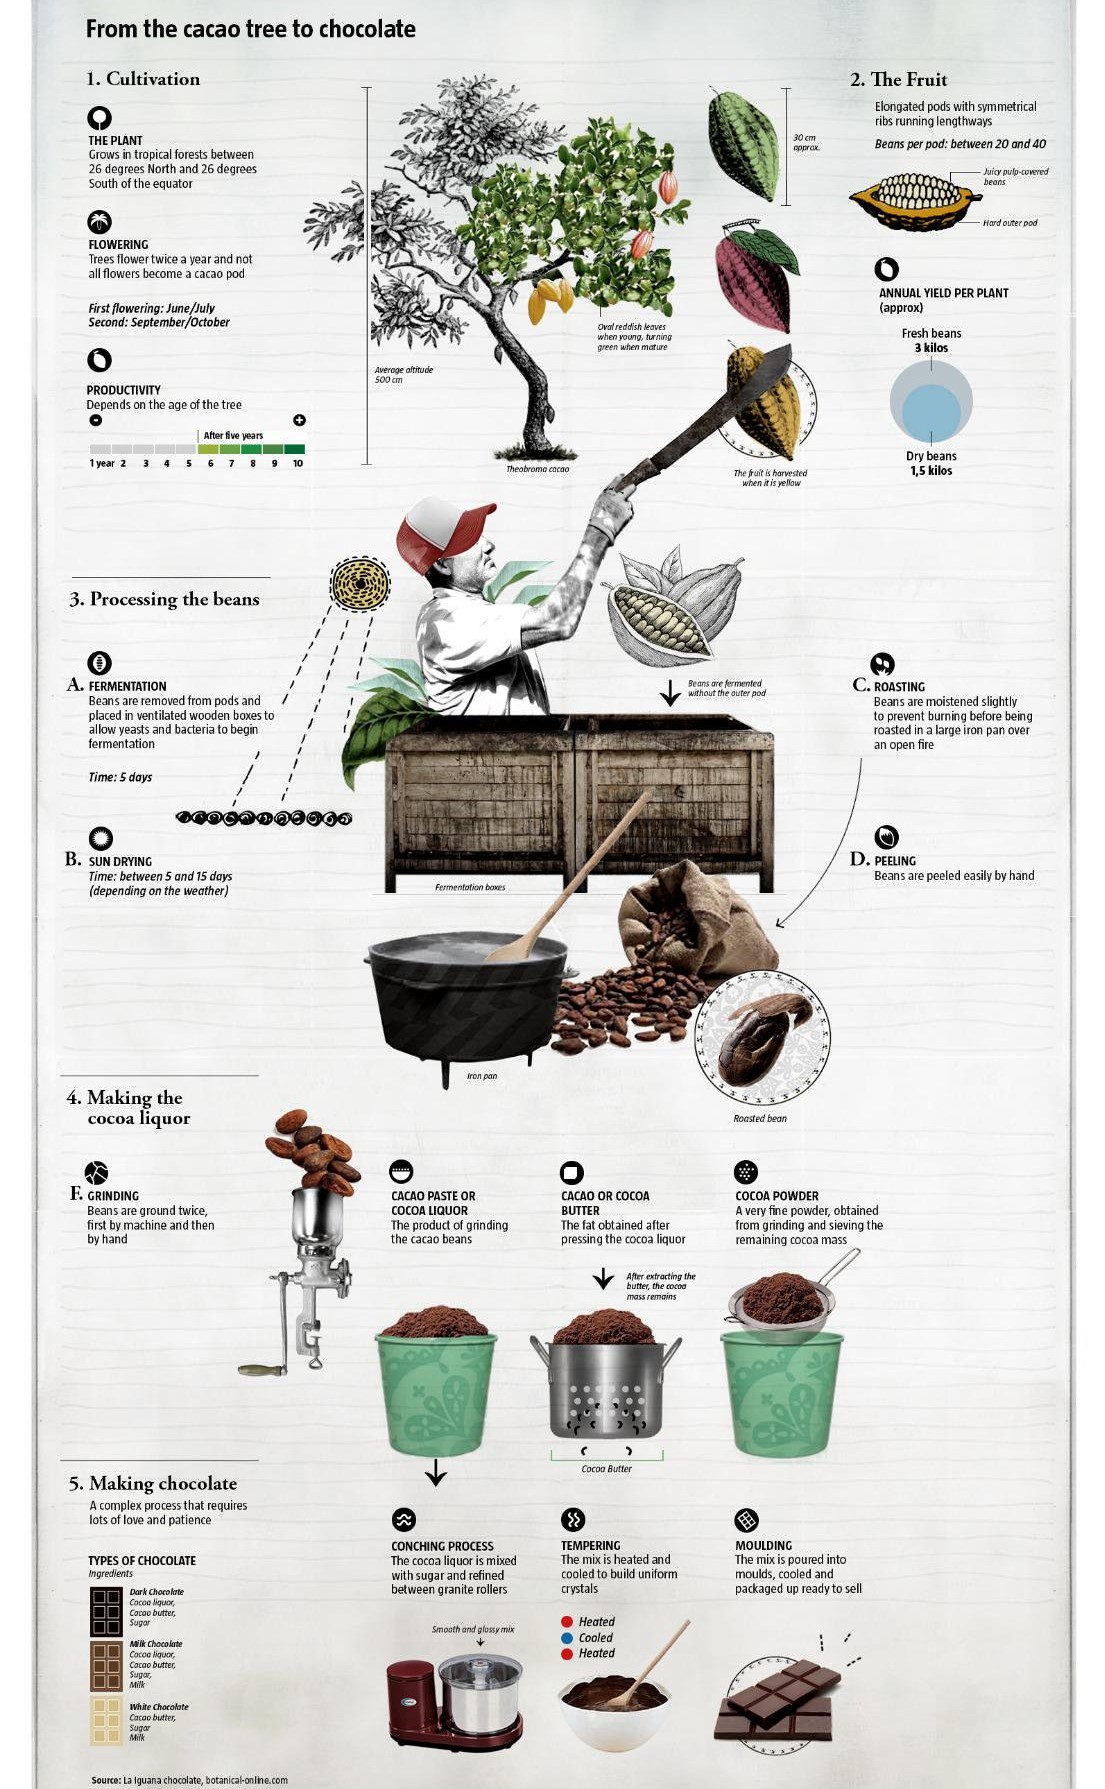 From the cacao tree to chocolate
1. Cultivation
THE PLANT
Grows in tropical forests between
26 degrees North and 26 degrees
South of the equator
FLOWERING
Trees flower twice a year and not
all flowers become a cacao pod
First flowering: June/July
Second: September/October
PRODUCTIVITY
Depends on the age of the tree
After five years
1 year 2 3 4 5 6 7 8 9 10
Average altitude
500 cm
Oval reddish leaves
when young, turning
green when mature
Theobroma cacao
30 cm
approx.
The fruit is harvested
when it is yellow
2. The Fruit
Elongated pods with symmetrical
ribs running lengthways
Beans per pod: between 20 and 40
Juicy pulp-covered
beans
Hard outer pod
ANNUAL YIELD PER PLANT
(approx)
Fresh beans
3 kilos
Dry beans
1,5 kilos
3. Processing the beans
A. FERMENTATION
Beans are removed from pods and
placed in ventilated wooden boxes to
allow yeasts and bacteria to begin
fermentation
Time: 5 days
B. SUN DRYING
Time: between 5 and 15 days
(depending on the weather)
Beans are fermented
without the outer pod
Fermentation boxes
C. ROASTING
Beans are moistened slightly
to prevent burning before being
roasted in a large iron pan over
an open fire
D. PEELING
Beans are peeled easily by hand
Iron pan
Roasted bean
4. Making the
cocoa liquor
F. GRINDING
Beans are ground twice,
first by machine and then
by hand
CACAO PASTE OR
COCOA LIQUOR
The product of grinding
the cacao beans
CACAO OR COCOA
BUTTER
The fat obtained after
pressing the cocoa liquor
After extracting the
butter, the cocoa
mass remains
Cocoa Butter
COCOA POWDER
A very fine powder, obtained
from grinding and sieving the
remaining cocoa mass
5. Making chocolate
A complex process that requires
lots of love and patience
TYPES OF CHOCOLATE
Ingredients
Dark Chocolate
Cocoa liquor,
Cacao butter,
Sugar
Milk Chocolate
Cocoa liquor,
Cacao butter,
Sugar,
Milk
White Chocolate
Cacao butter,
Sugar
Milk
CONCHING PROCESS
The cocoa liquor is mixed
with sugar and refined
between granite rollers
Smooth and glossy mix
TEMPERING
The mix is heated and
cooled to build uniform
crystals
Heated
Cooled
Heated
MOULDING
The mix is poured into
moulds, cooled and
packaged up ready to sell
Source: La Iguana chocolate, botanical-online.com